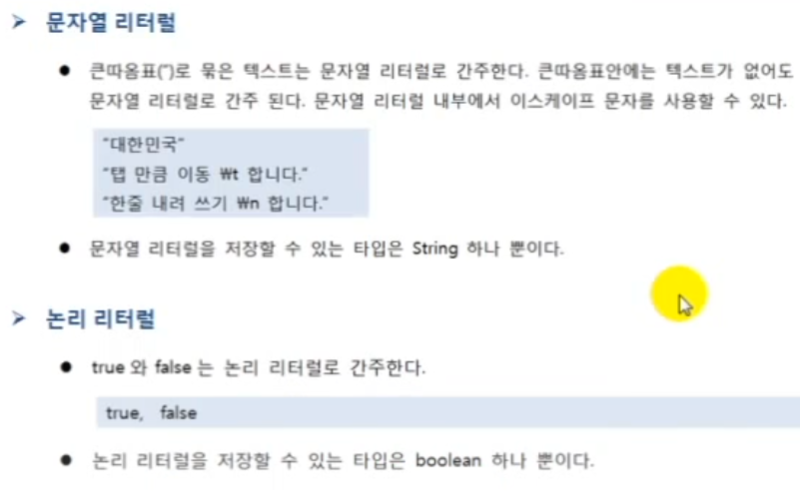 ➢ 문자열 리터럴
● 큰따옴표(")로 묶은 텍스트는 문자열 리터럴로 간주한다. 큰따옴표안에는 텍스트가 없어도
문자열 리터럴로 간주 된다. 문자열 리터럴 내부에서 이스케이프 문자를 사용할 수 있다.
"대한민국"
"탭 만큼 이동 ₩t 합니다."
"한줄 내려 쓰기 ₩n 합니다."
● 문자열 리터럴을 저장할 수 있는 타입은 String 하나 뿐이다.
➢ 논리 리터럴
● true 와 false 는 논리 리터럴로 간주한다.
true, false
● 논리 리터럴을 저장할 수 있는 타입은 boolean 하나 뿐이다.